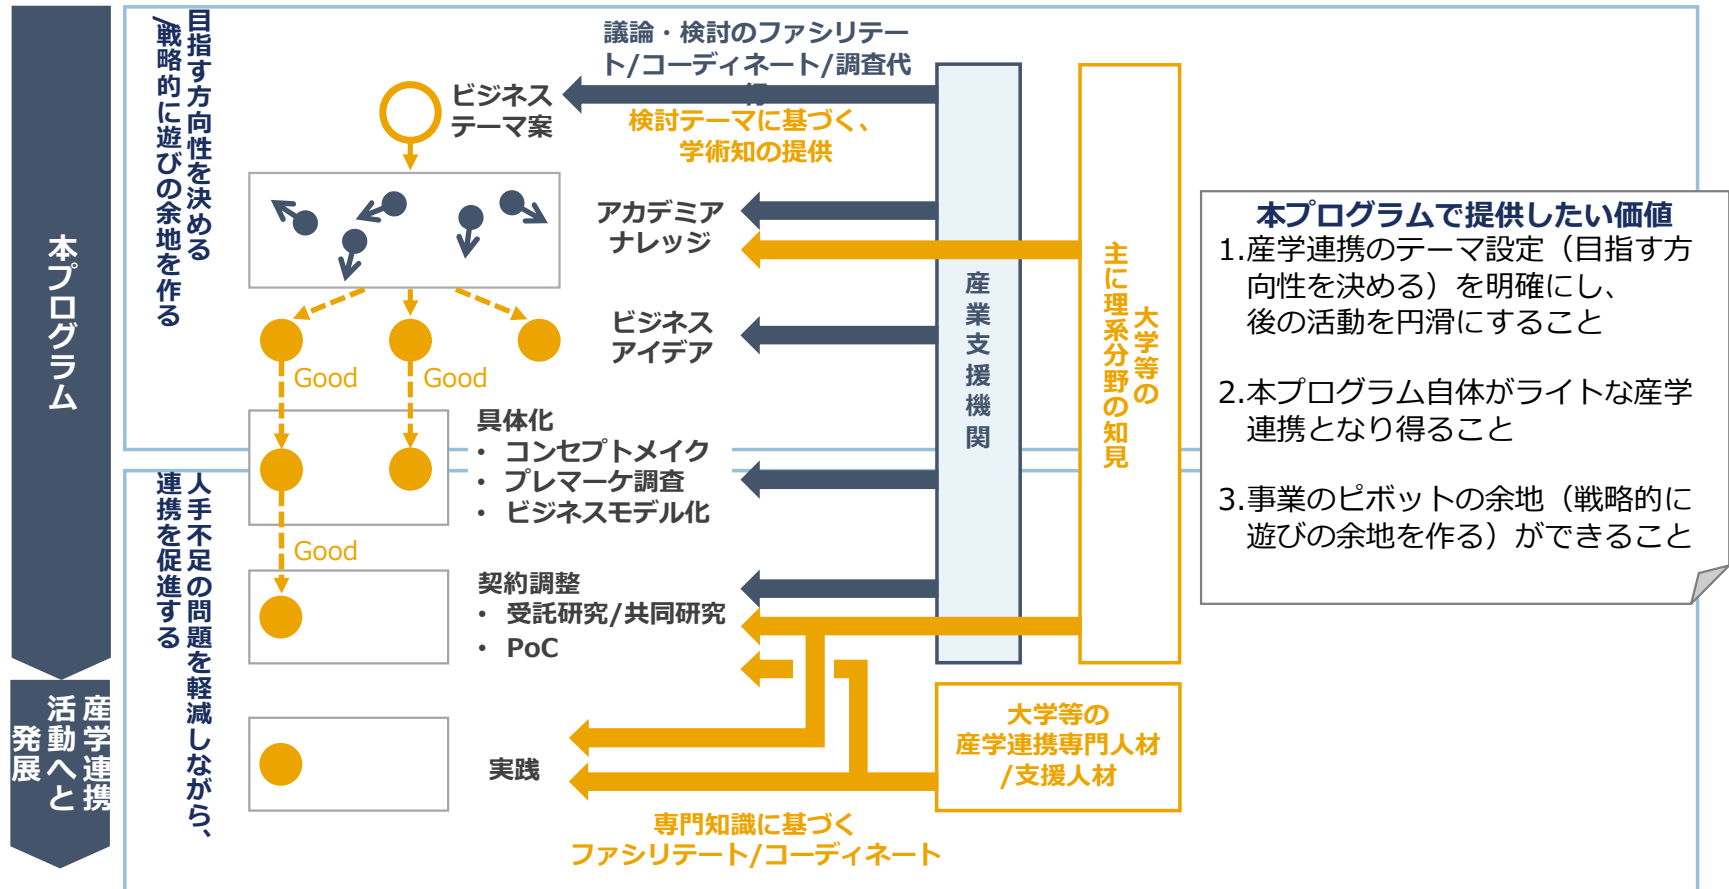 本プログラム
産学連携
活動へと
発展
目指す方向性を決める
/戦略的に遊びの余地を作る
人手不足の問題を軽減しながら、
連携を促進する
ビジネス
テーマ案
議論・検討のファシリテー
ト/コーディネート/調査代
行
検討テーマに基づく、
学術知の提供
アカデミア
ナレッジ
ビジネス
アイデア
Good
Good
具体化
・ コンセプトメイク
・ プレマーケ調査
・ ビジネスモデル化
Good
契約調整
・ 受託研究/共同研究
・ PoC
実践
専門知識に基づく
ファシリテート/コーディネート
産業支援機関
大学等の
主に理系分野の知見
大学等の
産学連携専門人材
/支援人材
本プログラムで提供したい価値
1.産学連携のテーマ設定（目指す方
向性を決める）を明確にし、
後の活動を円滑にすること
2.本プログラム自体がライトな産学
連携となり得ること
3.事業のピボットの余地（戦略的に
遊びの余地を作る）ができること